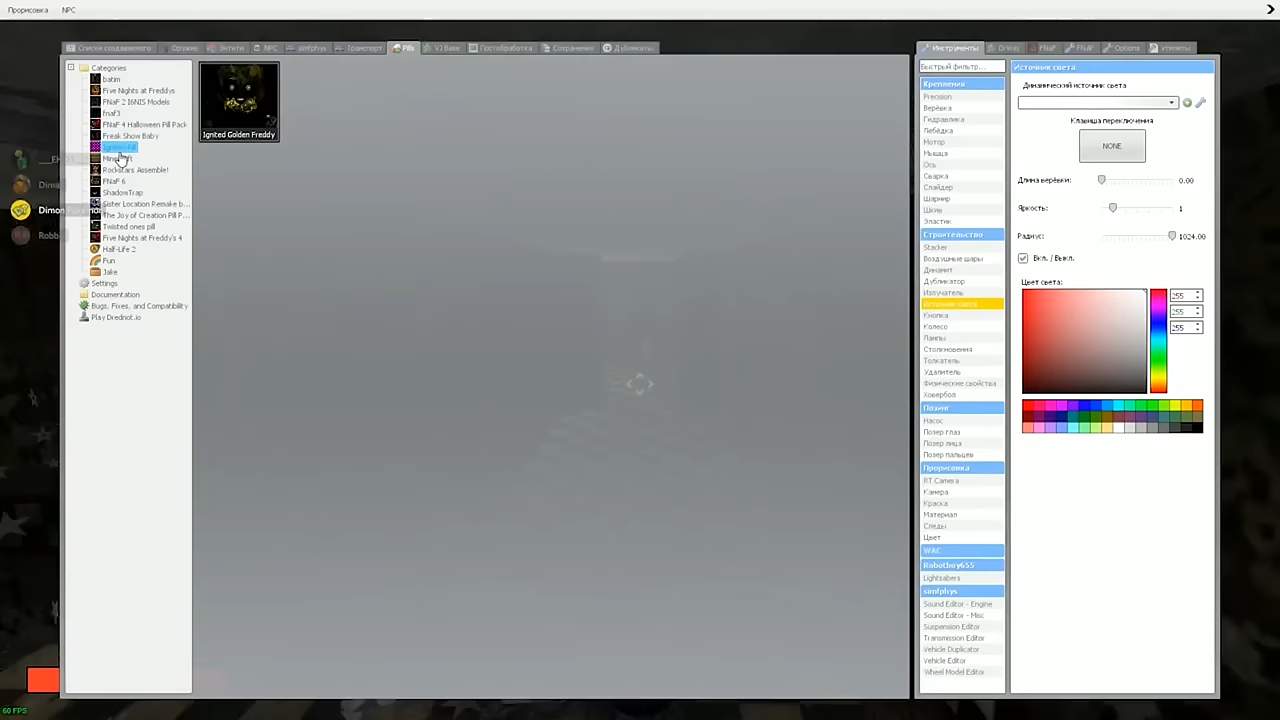 Прорисовка NPC
Списки создаваемого Оружие Энтити NPC simfphys Транспорт Pills VJ Base Постобработка Сохранение Дубликаты
Инструменты Drive FNaF FNAF Options Утилиты
Categories
batim
Five Nights at Freddys
FNaF 2 16NIS Models
fnaf3
FNaF 4 Halloween Pill Pack
Freak Show Baby
Rockstars Assemble!
FNaF 6
ShadowTrap
Sister Location Remake b...
The Joy of Creation Pill P...
Twisted ones pill
Five Nights at Freddy's 4
Half-Life 2
Fun
Jake
Settings
Documentation
Bugs, Fixes, and Compatibility
Play Drednot.io
Ignited Golden Freddy
Быстрый фильтр...
Крепления
Precision
Верёвка
Гидравлика
Лебёдка
Мотор
Мышца
Ось
Сварка
Слайдер
Шарнир
Шкив
Эластик
Строительство
Stacker
Воздушные шары
Динамит
Дубликатор
Излучатель
Источник света
Кнопка
Колесо
Лампы
Столкновения
Толкатель
Удалитель
Физические свойства
Ховербол
Позинг
Насос
Позер глаз
Позер лица
Позер пальцев
Прорисовка
RT Camera
Камера
Краска
Материал
Следы
Цвет
WAC
Robotboy655
Lightsabers
simfphys
Sound Editor - Engine
Sound Editor - Misc
Suspension Editor
Transmission Editor
Vehicle Duplicator
Vehicle Editor
Wheel Model Editor
Источник света
Динамический источник света
Клавиша переключения
NONE
Длина верёвки: 0.00
Яркость: 1
Радиус: 1024.00
Вкл. / Выкл.
Цвет света:
255
255
255
60 FPS